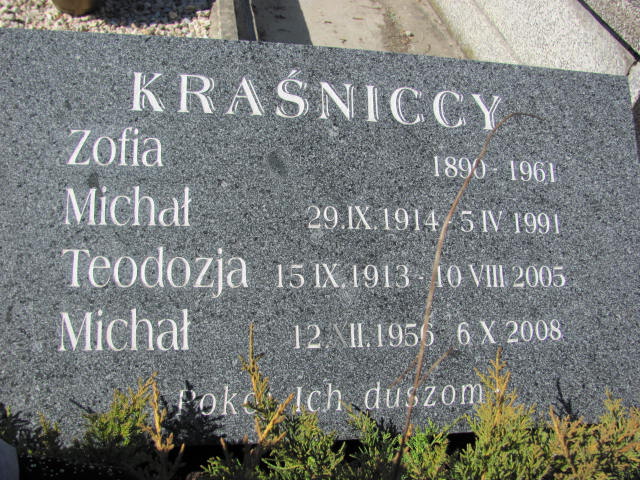 KRAŚNICCY
Zofia 1890 - 1961
Michał 29.IX.1914 - 5 IV 1991
Teodozja 15 IX.1913 - 10 VIII 2005
Michał 12.XII.1956 6 X 2008
Ich duszom